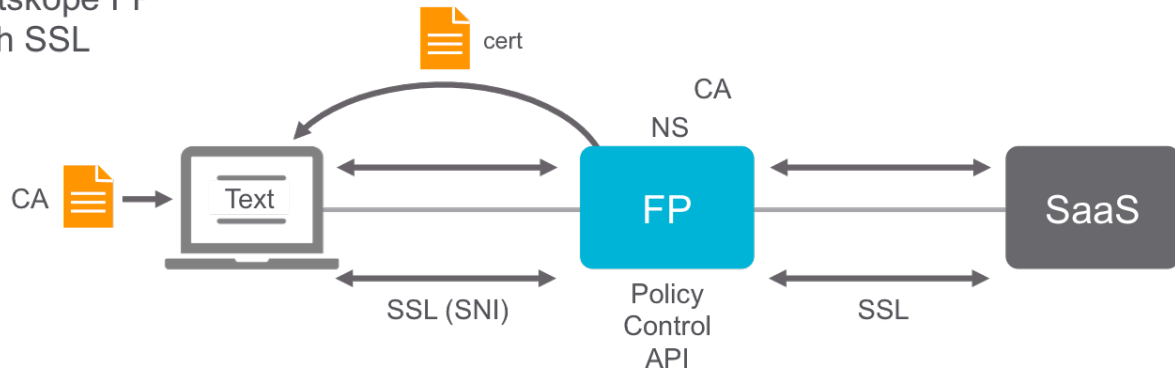 SSL
cert
CA
NS
CA
Text
FP
SaaS
SSL (SNI)
Policy
Control
API
SSL